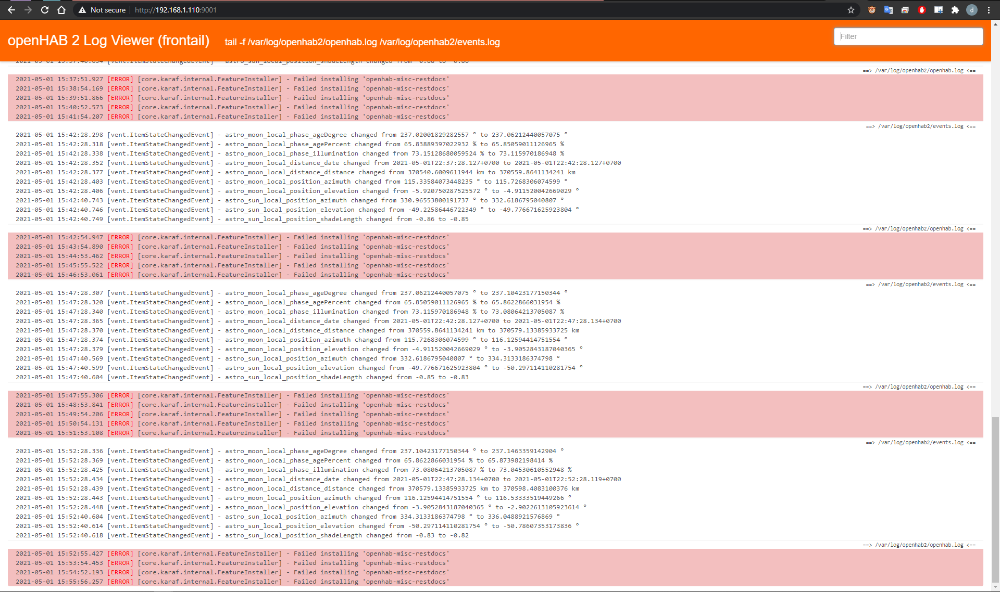 Not secure | http://192.168.1.110:9001
d
openHAB 2 Log Viewer (frontail) tail -f /var/log/openhab2/openhab.log /var/log/openhab2/events.log
Filter
==> /var/log/openhab2/openhab.log <==
2021-05-01 15:37:51.927 [ERROR] [core.karaf.internal.FeatureInstaller] - Failed installing 'openhab-misc-restdocs'
2021-05-01 15:38:54.169 [ERROR] [core.karaf.internal.FeatureInstaller] - Failed installing 'openhab-misc-restdocs'
2021-05-01 15:39:51.866 [ERROR] [core.karaf.internal.FeatureInstaller] - Failed installing 'openhab-misc-restdocs'
2021-05-01 15:40:52.573 [ERROR] [core.karaf.internal.FeatureInstaller] - Failed installing 'openhab-misc-restdocs'
2021-05-01 15:41:54.207 [ERROR] [core.karaf.internal.FeatureInstaller] - Failed installing 'openhab-misc-restdocs'
==> /var/log/openhab2/events.log <==
2021-05-01 15:42:28.298 [vent.ItemStateChangedEvent] - astro_moon_local_phase_ageDegree changed from 237.02001829282557 ° to 237.06212440057075 °
2021-05-01 15:42:28.318 [vent.ItemStateChangedEvent] - astro_moon_local_phase_agePercent changed from 65.83889397022932 % to 65.85059011126965 %
2021-05-01 15:42:28.338 [vent.ItemStateChangedEvent] - astro_moon_local_phase_illumination changed from 73.15128680059524 % to 73.115970186948 %
2021-05-01 15:42:28.352 [vent.ItemStateChangedEvent] - astro_moon_local_distance_date changed from 2021-05-01T22:37:28.127+0700 to 2021-05-01T22:42:28.127+0700
2021-05-01 15:42:28.377 [vent.ItemStateChangedEvent] - astro_moon_local_distance_distance changed from 370540.6009611944 km to 370559.8641134241 km
2021-05-01 15:42:28.403 [vent.ItemStateChangedEvent] - astro_moon_local_position_azimuth changed from 115.33584073448235 ° to 115.7268306074599 °
2021-05-01 15:42:28.406 [vent.ItemStateChangedEvent] - astro_moon_local_position_elevation changed from -5.920750287525572 ° to -4.911520042669029 °
2021-05-01 15:42:40.743 [vent.ItemStateChangedEvent] - astro_sun_local_position_azimuth changed from 330.96553800191737 ° to 332.6186795040807 °
2021-05-01 15:42:40.746 [vent.ItemStateChangedEvent] - astro_sun_local_position_elevation changed from -49.22586446722349 ° to -49.776671625923804 °
2021-05-01 15:42:40.749 [vent.ItemStateChangedEvent] - astro_sun_local_position_shadeLength changed from -0.86 to -0.85
==> /var/log/openhab2/openhab.log <==
2021-05-01 15:42:54.947 [ERROR] [core.karaf.internal.FeatureInstaller] - Failed installing 'openhab-misc-restdocs'
2021-05-01 15:43:54.890 [ERROR] [core.karaf.internal.FeatureInstaller] - Failed installing 'openhab-misc-restdocs'
2021-05-01 15:44:53.462 [ERROR] [core.karaf.internal.FeatureInstaller] - Failed installing 'openhab-misc-restdocs'
2021-05-01 15:45:55.522 [ERROR] [core.karaf.internal.FeatureInstaller] - Failed installing 'openhab-misc-restdocs'
2021-05-01 15:46:53.061 [ERROR] [core.karaf.internal.FeatureInstaller] - Failed installing 'openhab-misc-restdocs'
==> /var/log/openhab2/events.log <==
2021-05-01 15:47:28.307 [vent.ItemStateChangedEvent] - astro_moon_local_phase_ageDegree changed from 237.06212440057075 ° to 237.10423177150344 °
2021-05-01 15:47:28.320 [vent.ItemStateChangedEvent] - astro_moon_local_phase_agePercent changed from 65.85059011126965 % to 65.8622866031954 %
2021-05-01 15:47:28.340 [vent.ItemStateChangedEvent] - astro_moon_local_phase_illumination changed from 73.115970186948 % to 73.08064213705087 %
2021-05-01 15:47:28.365 [vent.ItemStateChangedEvent] - astro_moon_local_distance_date changed from 2021-05-01T22:42:28.127+0700 to 2021-05-01T22:47:28.134+0700
2021-05-01 15:47:28.370 [vent.ItemStateChangedEvent] - astro_moon_local_distance_distance changed from 370559.8641134241 km to 370579.13385933725 km
2021-05-01 15:47:28.374 [vent.ItemStateChangedEvent] - astro_moon_local_position_azimuth changed from 115.7268306074599 ° to 116.12594414751554 °
2021-05-01 15:47:28.379 [vent.ItemStateChangedEvent] - astro_moon_local_position_elevation changed from -4.911520042669029 ° to -3.9052843187040365 °
2021-05-01 15:47:40.569 [vent.ItemStateChangedEvent] - astro_sun_local_position_azimuth changed from 332.6186795040807 ° to 334.3133186374798 °
2021-05-01 15:47:40.599 [vent.ItemStateChangedEvent] - astro_sun_local_position_elevation changed from -49.776671625923804 ° to -50.297114110281754 °
2021-05-01 15:47:40.604 [vent.ItemStateChangedEvent] - astro_sun_local_position_shadeLength changed from -0.85 to -0.83
==> /var/log/openhab2/openhab.log <==
2021-05-01 15:47:55.306 [ERROR] [core.karaf.internal.FeatureInstaller] - Failed installing 'openhab-misc-restdocs'
2021-05-01 15:48:53.841 [ERROR] [core.karaf.internal.FeatureInstaller] - Failed installing 'openhab-misc-restdocs'
2021-05-01 15:49:54.206 [ERROR] [core.karaf.internal.FeatureInstaller] - Failed installing 'openhab-misc-restdocs'
2021-05-01 15:50:54.131 [ERROR] [core.karaf.internal.FeatureInstaller] - Failed installing 'openhab-misc-restdocs'
2021-05-01 15:51:53.108 [ERROR] [core.karaf.internal.FeatureInstaller] - Failed installing 'openhab-misc-restdocs'
==> /var/log/openhab2/events.log <==
2021-05-01 15:52:28.336 [vent.ItemStateChangedEvent] - astro_moon_local_phase_ageDegree changed from 237.10423177150344 ° to 237.1463359142904 °
2021-05-01 15:52:28.369 [vent.ItemStateChangedEvent] - astro_moon_local_phase_agePercent changed from 65.8622866031954 % to 65.873982198414 %
2021-05-01 15:52:28.425 [vent.ItemStateChangedEvent] - astro_moon_local_phase_illumination changed from 73.08064213705087 % to 73.04530610552948 %
2021-05-01 15:52:28.434 [vent.ItemStateChangedEvent] - astro_moon_local_distance_date changed from 2021-05-01T22:47:28.134+0700 to 2021-05-01T22:52:28.119+0700
2021-05-01 15:52:28.439 [vent.ItemStateChangedEvent] - astro_moon_local_distance_distance changed from 370579.13385933725 km to 370598.4083100376 km
2021-05-01 15:52:28.443 [vent.ItemStateChangedEvent] - astro_moon_local_position_azimuth changed from 116.12594414751554 ° to 116.53333519449266 °
2021-05-01 15:52:28.448 [vent.ItemStateChangedEvent] - astro_moon_local_position_elevation changed from -3.9052843187040365 ° to -2.9022613105923614 °
2021-05-01 15:52:40.604 [vent.ItemStateChangedEvent] - astro_sun_local_position_azimuth changed from 334.3133186374798 ° to 336.0488921576869 °
2021-05-01 15:52:40.614 [vent.ItemStateChangedEvent] - astro_sun_local_position_elevation changed from -50.297114110281754 ° to -50.78607353173836 °
2021-05-01 15:52:40.618 [vent.ItemStateChangedEvent] - astro_sun_local_position_shadeLength changed from -0.83 to -0.82
==> /var/log/openhab2/openhab.log <==
2021-05-01 15:52:55.427 [ERROR] [core.karaf.internal.FeatureInstaller] - Failed installing 'openhab-misc-restdocs'
2021-05-01 15:53:54.453 [ERROR] [core.karaf.internal.FeatureInstaller] - Failed installing 'openhab-misc-restdocs'
2021-05-01 15:54:52.193 [ERROR] [core.karaf.internal.FeatureInstaller] - Failed installing 'openhab-misc-restdocs'
2021-05-01 15:55:56.257 [ERROR] [core.karaf.internal.FeatureInstaller] - Failed installing 'openhab-misc-restdocs'